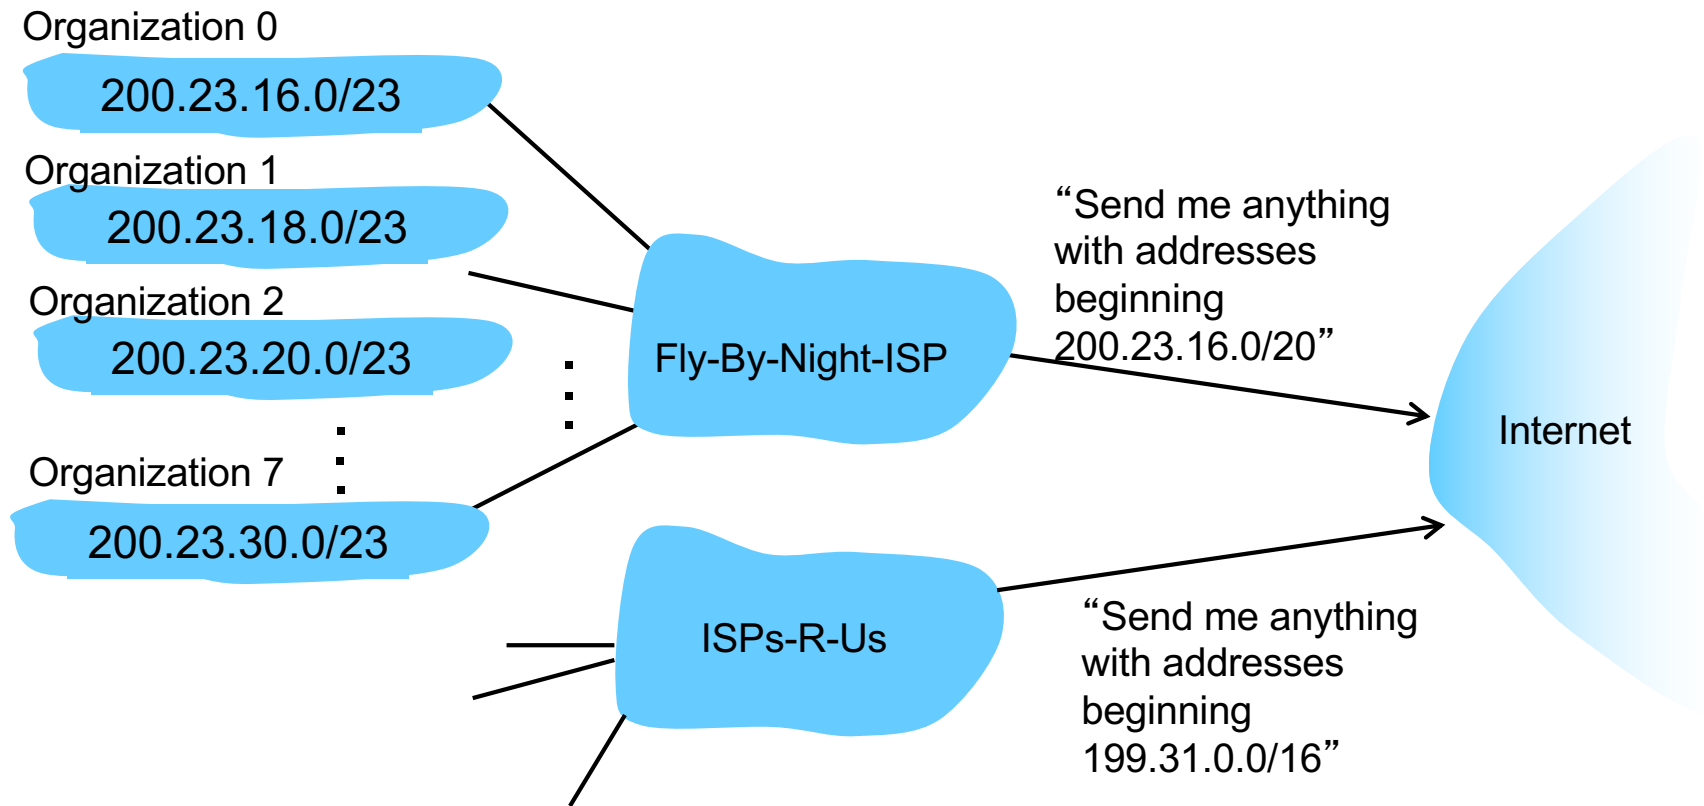 Organization 0
200.23.16.0/23
Organization 1
200.23.18.0/23
Organization 2
200.23.20.0/23
Organization 7
200.23.30.0/23
Fly-By-Night-ISP
“Send me anything
with addresses
beginning
200.23.16.0/20”
Internet
ISPs-R-Us
“Send me anything
with addresses
beginning
199.31.0.0/16”